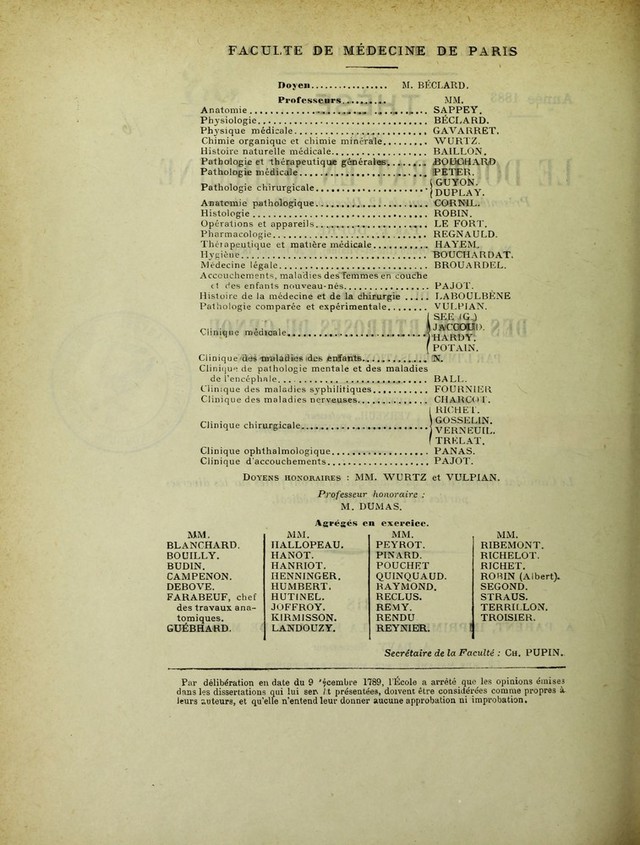 FACULTE DE MÉDECINE DE PARIS
Doyen................. M. BÉCLARD.
Professeurs.......... MM.
Anatomie........................................ SAPPEY.
Physiologie..................................... BÉCLARD.
Physique médicale............................. GAVARRET.
Chimie organique et chimie minérale........ WURTZ.
Histoire naturelle médicale................... BAILLON.
Pathologie et thérapeutique générales........ BOUCHARD
Pathologie médicale............................ PETER.
Pathologie chirurgicale......................... GUYON.
DUPLAY.
Anatomie pathologique......................... CORNIL.
Histologie....................................... ROBIN.
Opérations et appareils........................ LE FORT.
Pharmacologie................................... REGNAULD.
Thérapeutique et matière médicale........... HAYEM.
Hygiène.......................................... BOUCHARDAT.
Médecine légale.................................. BROUARDEL.
Accouchements, maladies des femmes en couche
et des enfants nouveau-nés................. PAJOT.
Histoire de la médecine et de la chirurgie ..... LABOULBÈNE
Pathologie comparée et expérimentale........ VULPIAN.
Clinique médicale............................... SEE (G.)
JACCOUD.
HARDY.
POTAIN.
Clinique des maladies des enfants............. N.
Clinique de pathologie mentale et des maladies
de l'encéphale................................. BALL.
Clinique des maladies syphilitiques........... FOURNIER
Clinique des maladies nerveuses............... CHARCOT.
Clinique chirurgicale........................... RICHET.
GOSSELIN.
VERNEUIL.
TRELAT.
Clinique ophthalmologique..................... PANAS.
Clinique d'accouchements...................... PAJOT.
DOYENS HONORAIRES : MM. WURTZ et VULPIAN.
Professeur honoraire :
M. DUMAS.
Agrégés en exercice.
MM.
BLANCHARD.
BOUILLY.
BUDIN.
CAMPENON.
DEBOVE.
FARABEUF, chef
des travaux ana-
tomiques.
GUÉBHARD.
MM.
HALLOPEAU.
HANOT.
HANRIOT.
HENNINGER.
HUMBERT.
HUTINEL.
JOFFROY.
KIRMISSON.
LANDOUZY.
MM.
PEYROT.
PINARD.
POUCHET
QUINQUAUD.
RAYMOND.
RECLUS.
REMY.
RENDU
REYNIER.
MM.
RIBEMONT.
RICHELOT.
RICHET.
ROBIN (Albert).
SEGOND.
STRAUS.
TERRILLON.
TROISIER.
Secrétaire de la Faculté : CH. PUPIN.
Par délibération en date du 9 décembre 1789, l'École a arrêté que les opinions émises
dans les dissertations qui lui seront présentées, doivent être considérées comme propres à
leurs auteurs, et qu'elle n'entend leur donner aucune approbation ni improbation.